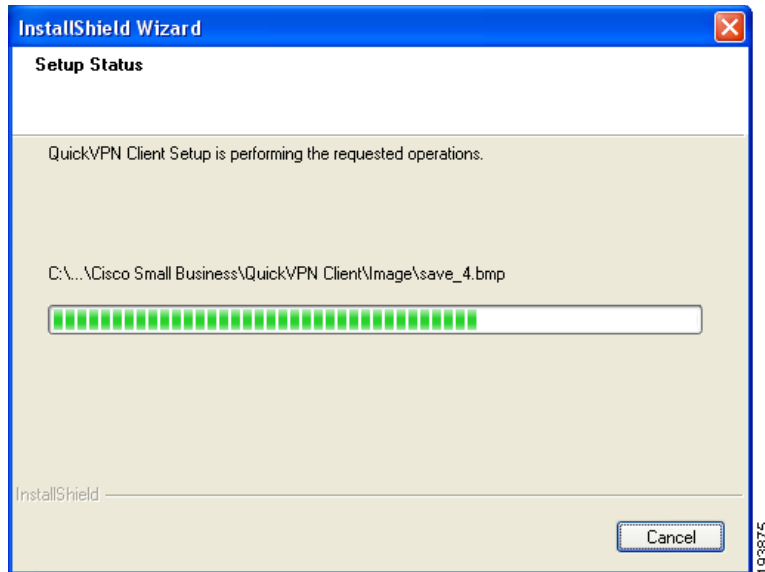 InstallShield Wizard
Setup Status
QuickVPN Client Setup is performing the requested operations.
C:\...\Cisco Small Business\QuickVPN Client\Image\save_4.bmp
InstallShield
Cancel
193875